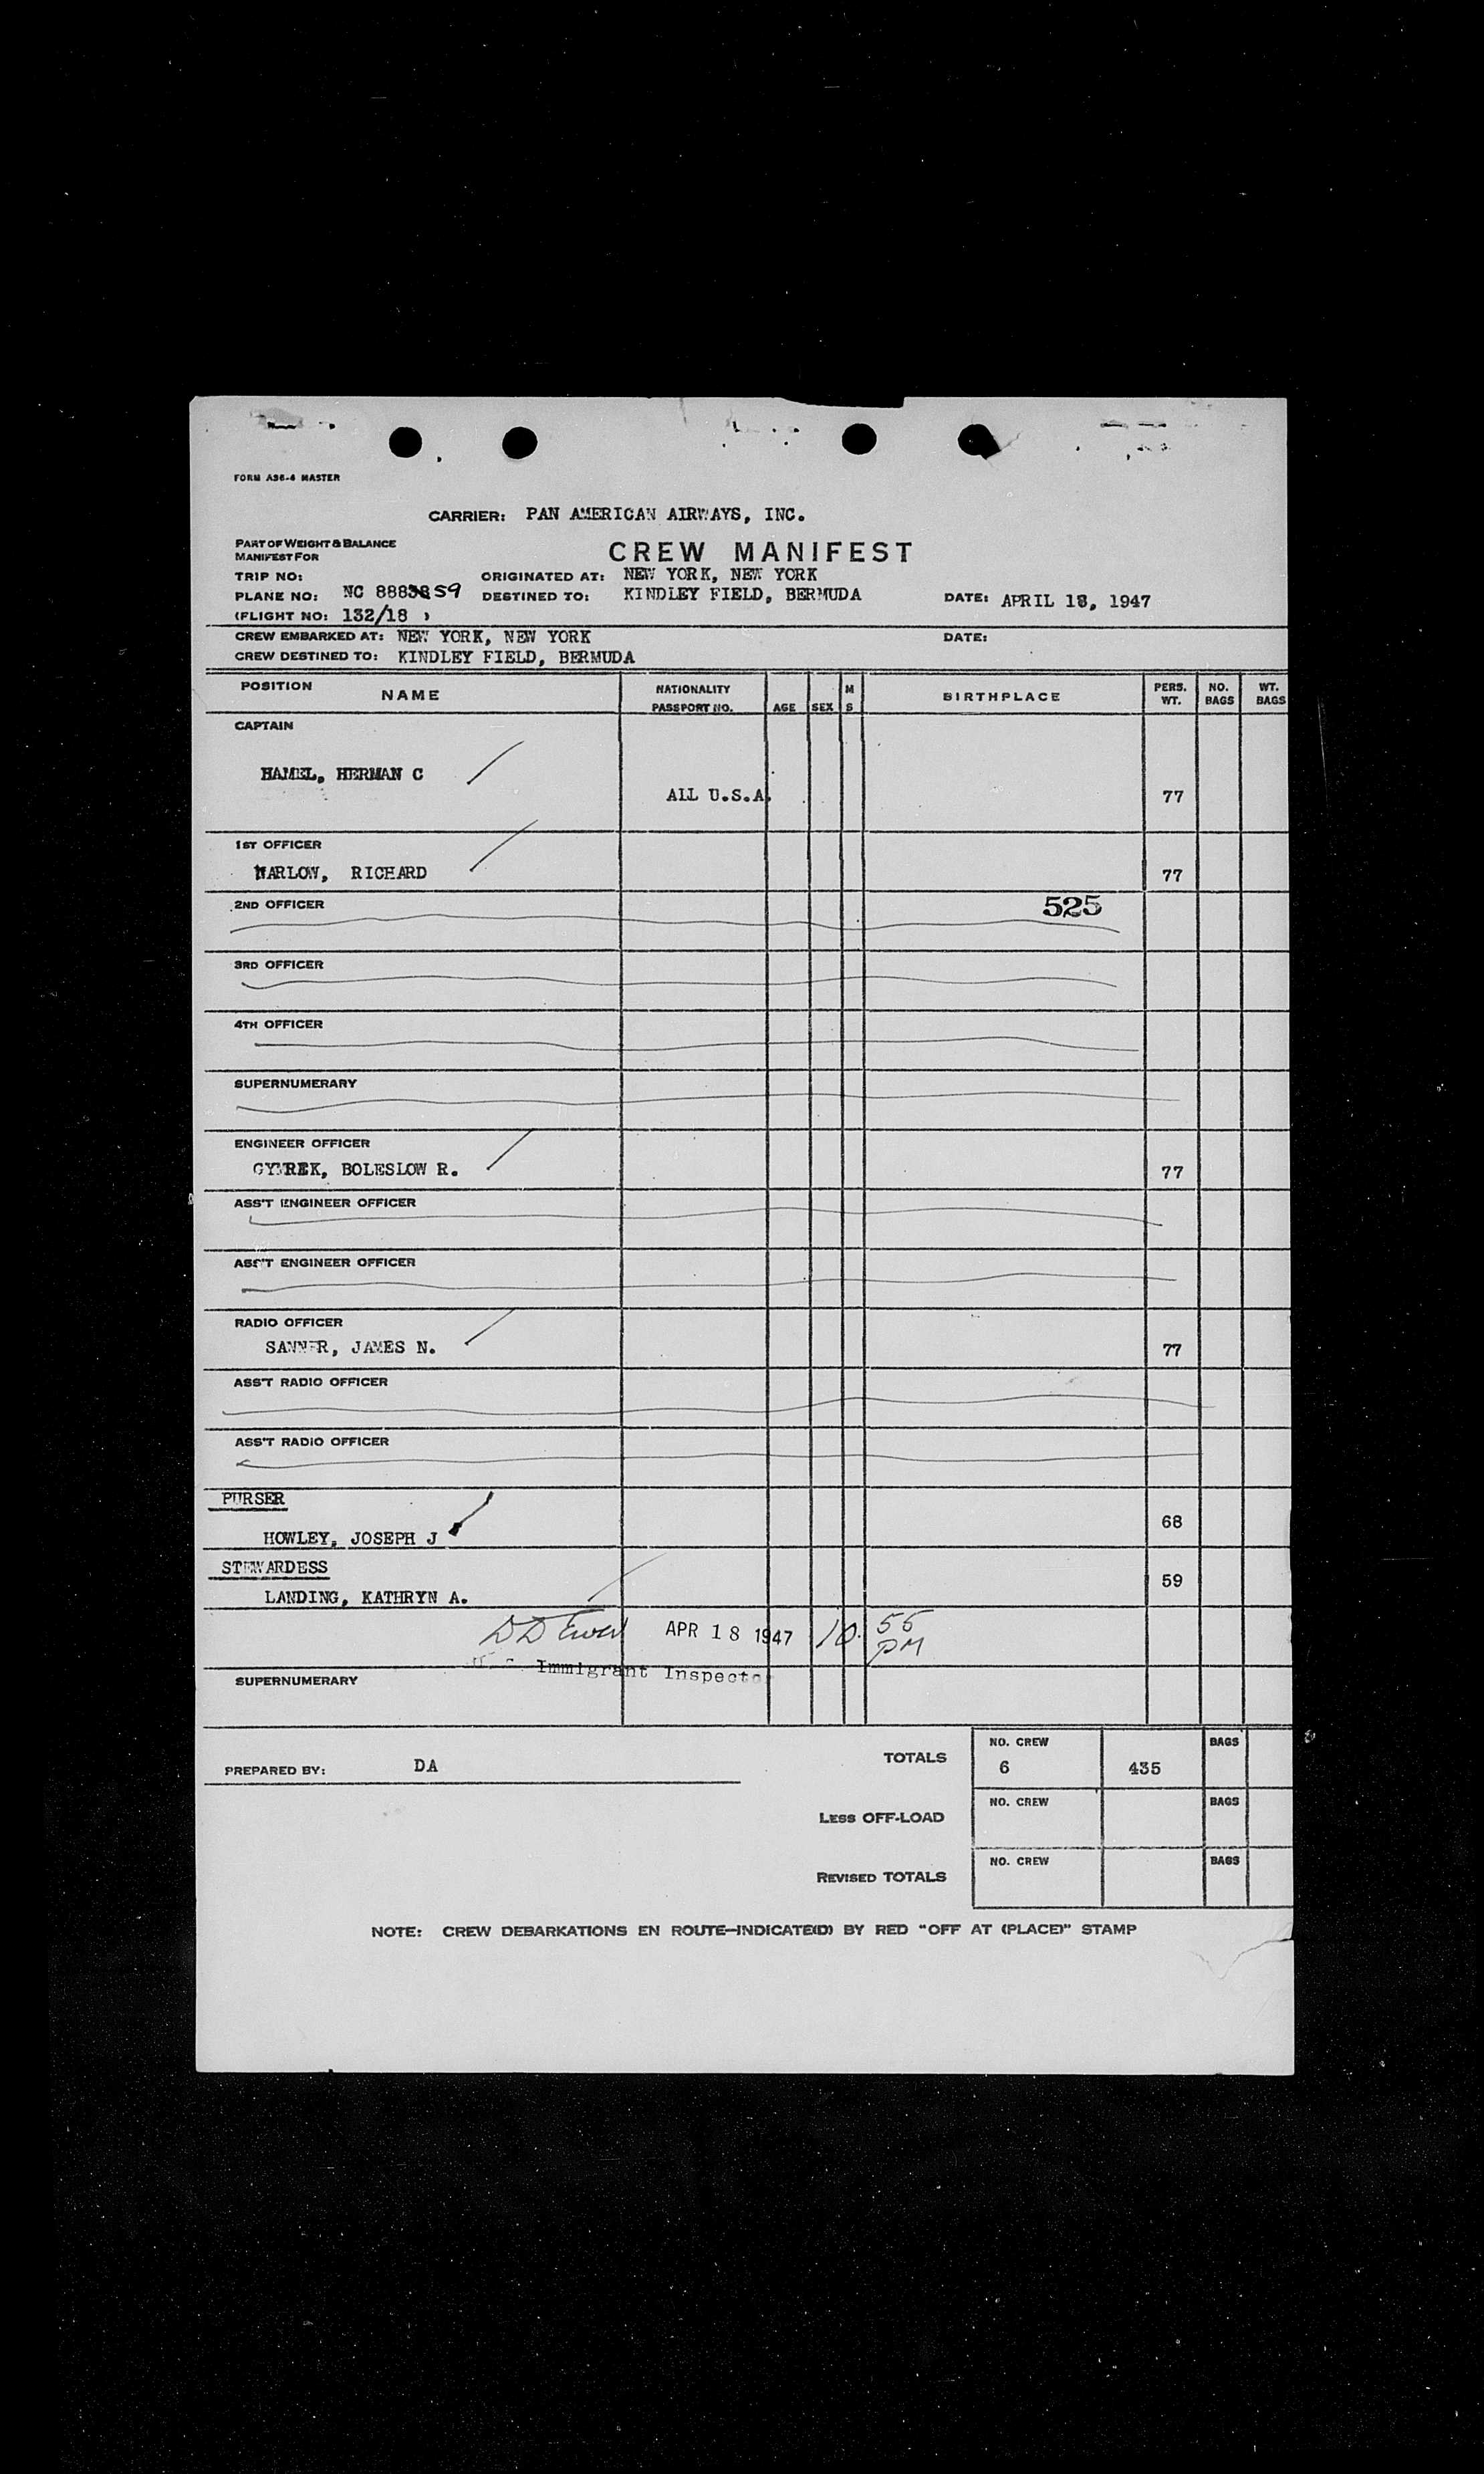 FORM A36-4 MASTER
CARRIER: PAN AMERICAN AIRWAYS, INC.
PART OF WEIGHT & BALANCE
MANIFEST FOR
CREW MANIFEST
TRIP NO: ORIGINATED AT: NEW YORK, NEW YORK
PLANE NO: NC 88859 DESTINED TO: KINDLEY FIELD, BERMUDA DATE: APRIL 18, 1947
(FLIGHT NO: 132/18 )
CREW EMBARKED AT: NEW YORK, NEW YORK DATE:
CREW DESTINED TO: KINDLEY FIELD, BERMUDA
POSITION NAME NATIONALITY PASSPORT NO. AGE SEX M S BIRTHPLACE PERS. WT. NO. BAGS WT. BAGS
CAPTAIN
HAMEL, HERMAN C
ALL U.S.A. 77
1ST OFFICER
RICHARD 77
2ND OFFICER 525
3RD OFFICER
4TH OFFICER
SUPERNUMERARY
ENGINEER OFFICER
BOLESLOW R. 77
ASS'T ENGINEER OFFICER
ASS'T ENGINEER OFFICER
RADIO OFFICER
SANNER, JAMES N. 77
ASS'T RADIO OFFICER
ASS'T RADIO OFFICER
PURSER
HOWLEY, JOSEPH J 68
STEWARDESS
LANDING, KATHRYN A. 59
APR 18 1947 10.55 PM
Immigrant Inspector
SUPERNUMERARY
PREPARED BY: DA TOTALS NO. CREW 6 435 BAGS
LESS OFF-LOAD NO. CREW BAGS
REVISED TOTALS NO. CREW BAGS
NOTE: CREW DEBARKATIONS EN ROUTE—INDICATE(D) BY RED "OFF AT (PLACE)" STAMP